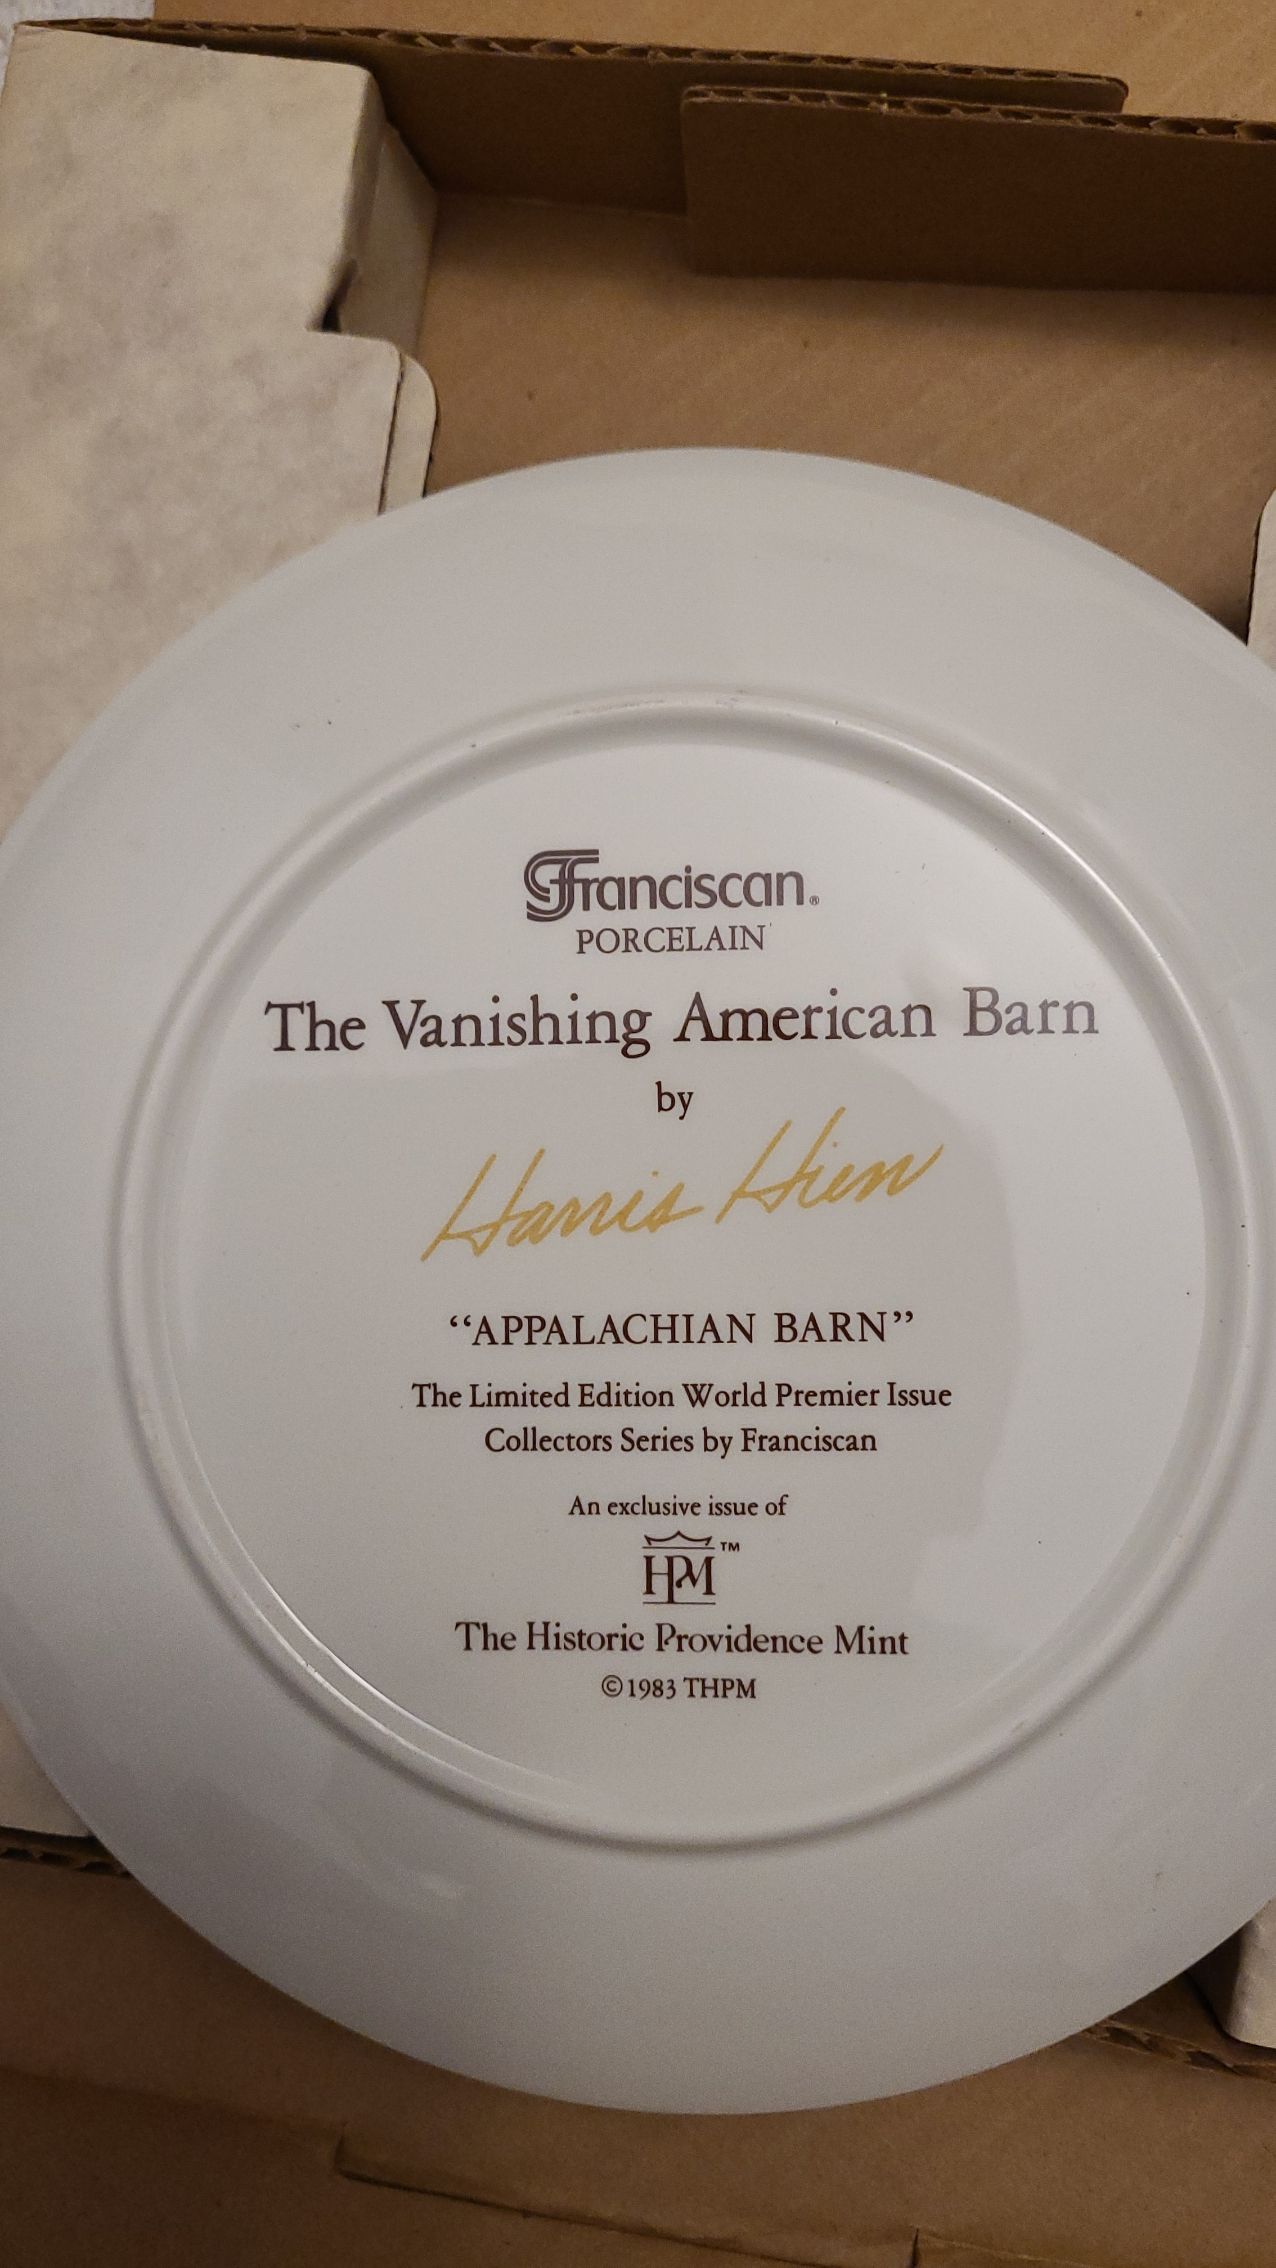 Franciscan®
PORCELAIN
The Vanishing American Barn
by
Harris Hien
“APPALACHIAN BARN”
The Limited Edition World Premier Issue
Collectors Series by Franciscan
An exclusive issue of
HPM™
The Historic Providence Mint
©1983 THPM